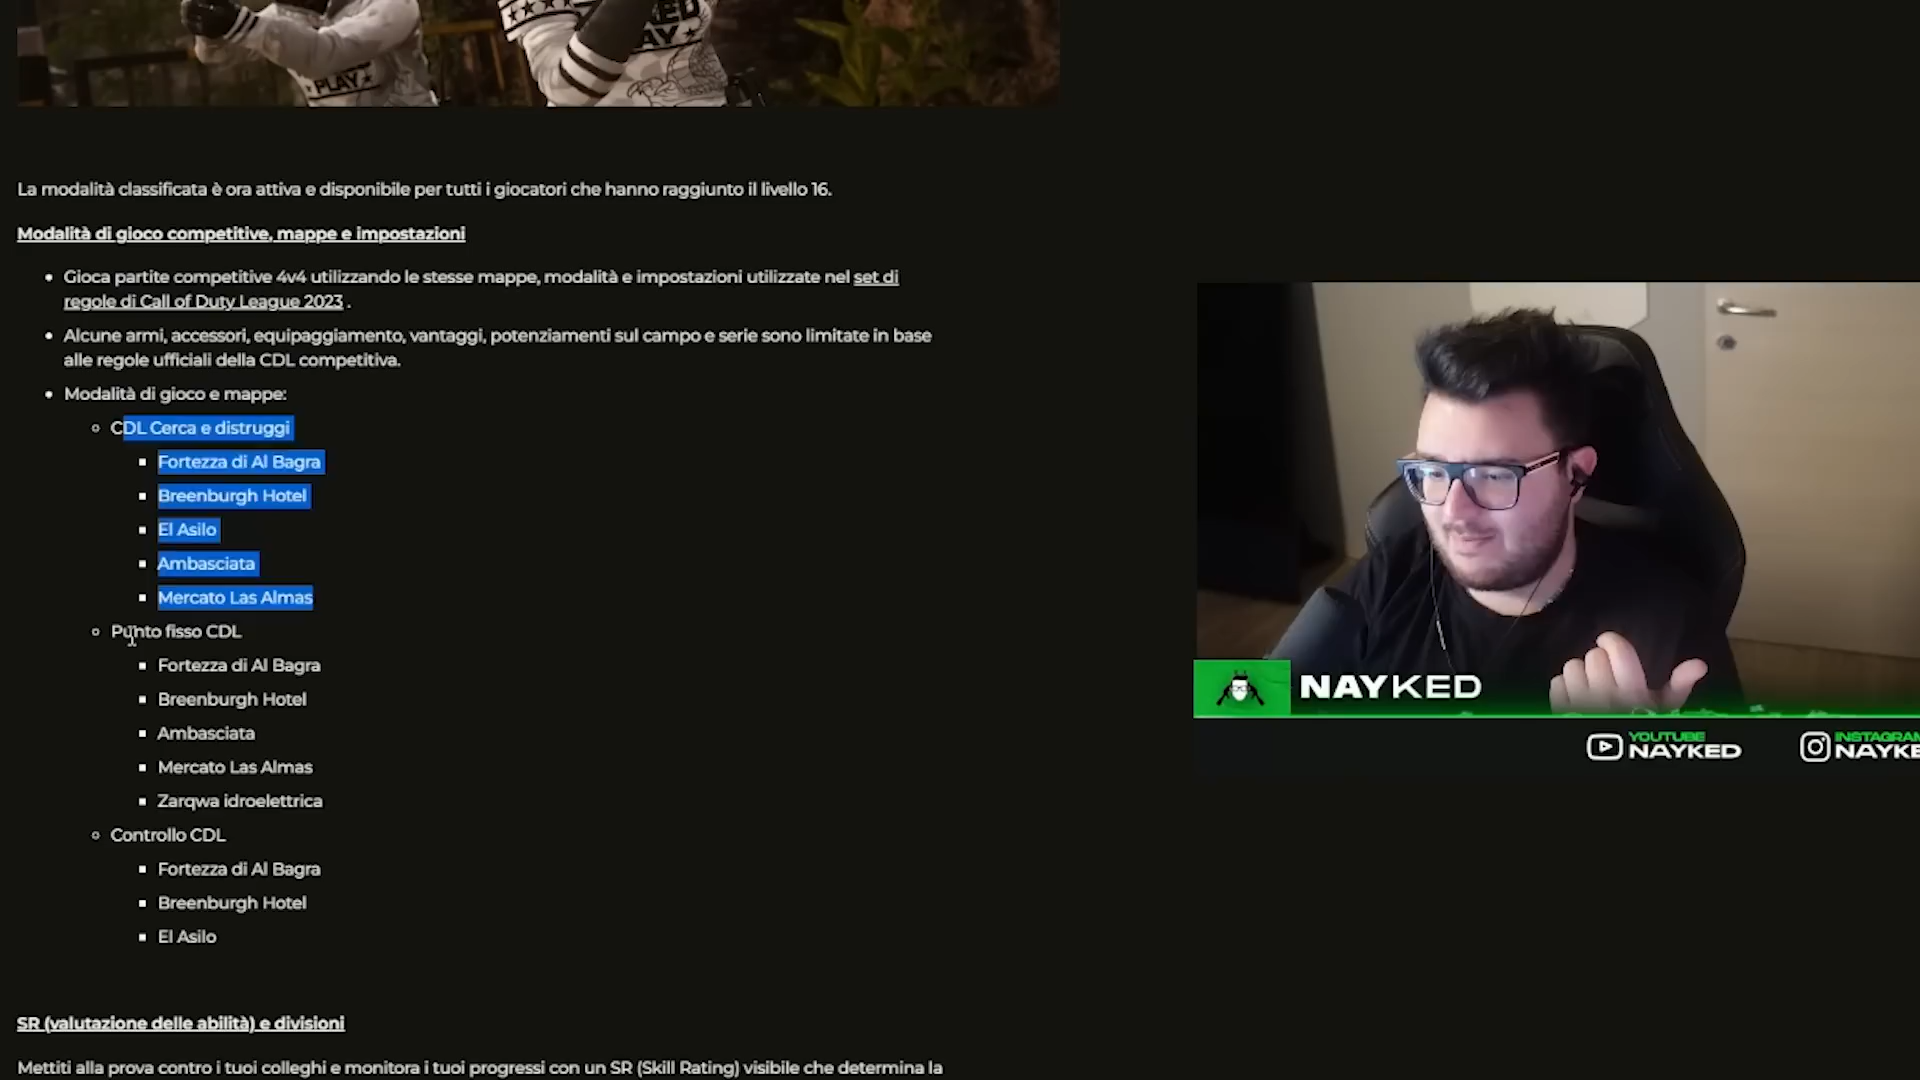 PLAY★
★★★★
KED
AY★
La modalità classificata è ora attiva e disponibile per tutti i giocatori che hanno raggiunto il livello 16.
Modalità di gioco competitive, mappe e impostazioni
• Gioca partite competitive 4v4 utilizzando le stesse mappe, modalità e impostazioni utilizzate nel set di
regole di Call of Duty League 2023 .
• Alcune armi, accessori, equipaggiamento, vantaggi, potenziamenti sul campo e serie sono limitate in base
alle regole ufficiali della CDL competitiva.
• Modalità di gioco e mappe:
CDL Cerca e distruggi
Fortezza di Al Bagra
Breenburgh Hotel
El Asilo
Ambasciata
Mercato Las Almas
Punto fisso CDL
Fortezza di Al Bagra
Breenburgh Hotel
Ambasciata
Mercato Las Almas
Zarqwa idroelettrica
Controllo CDL
Fortezza di Al Bagra
Breenburgh Hotel
El Asilo
SR (valutazione delle abilità) e divisioni
Mettiti alla prova contro i tuoi colleghi e monitora i tuoi progressi con un SR (Skill Rating) visibile che determina la
NAYKED
YOUTUBE
NAYKED
INSTAGRAM
NAYKE